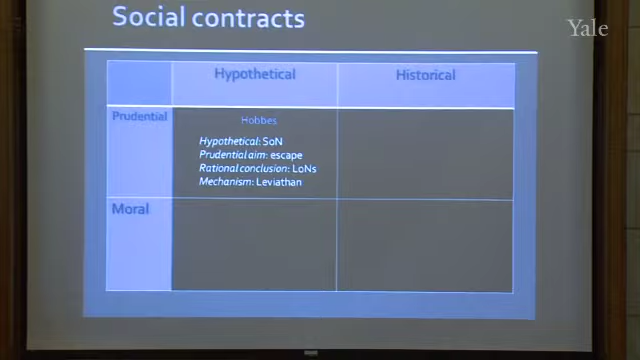 Social contracts
Yale
Hypothetical
Historical
Prudential
Hobbes
Hypothetical: SoN
Prudential aim: escape
Rational conclusion: LoNs
Mechanism: Leviathan
Moral